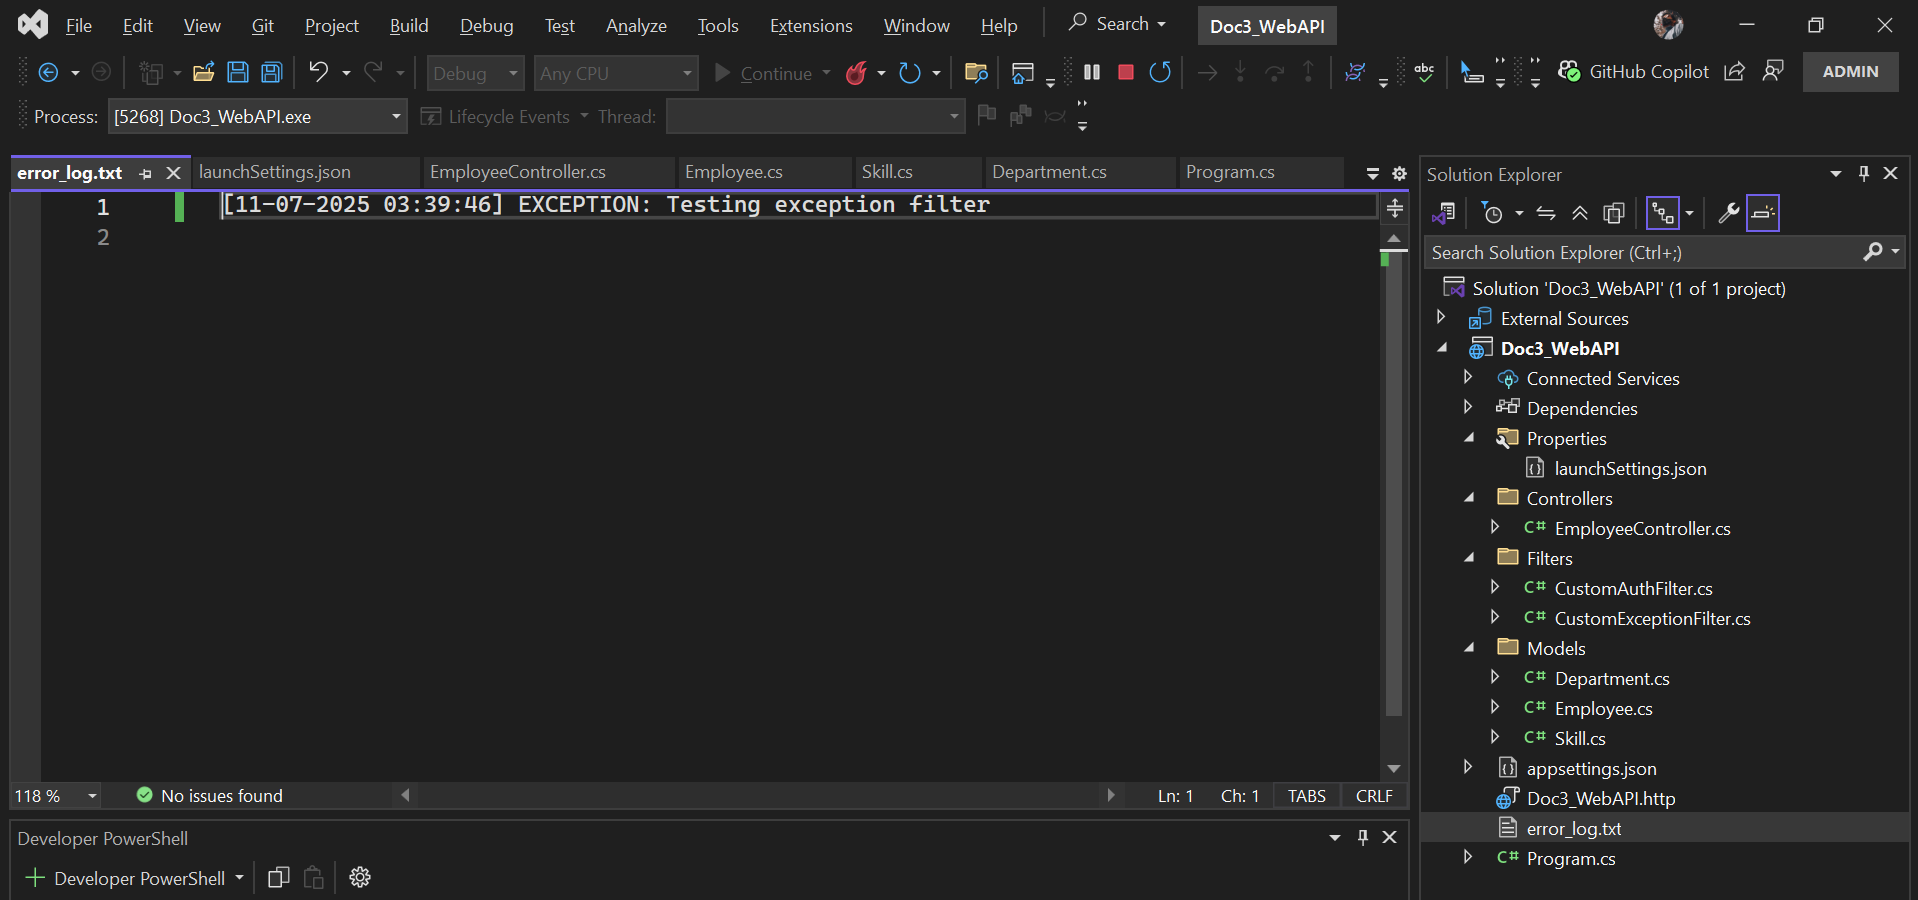 File Edit View Git Project Build Debug Test Analyze Tools Extensions Window Help Search Doc3_WebAPI
Debug Any CPU Continue abc GitHub Copilot ADMIN
Process: [5268] Doc3_WebAPI.exe Lifecycle Events Thread:
error_log.txt launchSettings.json EmployeeController.cs Employee.cs Skill.cs Department.cs Program.cs
1 [11-07-2025 03:39:46] EXCEPTION: Testing exception filter
2
118 % No issues found Ln: 1 Ch: 1 TABS CRLF
Developer PowerShell
Developer PowerShell
Solution Explorer
Search Solution Explorer (Ctrl+;)
Solution 'Doc3_WebAPI' (1 of 1 project)
External Sources
Doc3_WebAPI
Connected Services
Dependencies
Properties
launchSettings.json
Controllers
C# EmployeeController.cs
Filters
C# CustomAuthFilter.cs
C# CustomExceptionFilter.cs
Models
C# Department.cs
C# Employee.cs
C# Skill.cs
appsettings.json
Doc3_WebAPI.http
error_log.txt
C# Program.cs